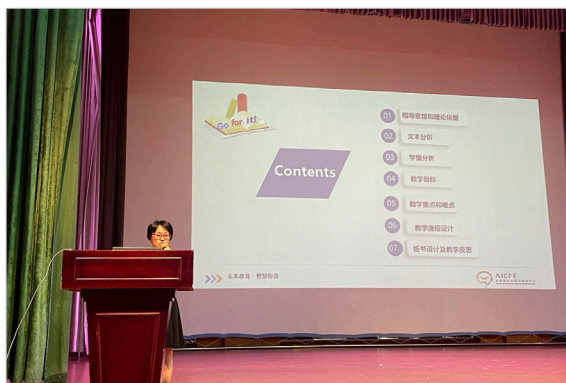 Go for it!
Contents
01 指导思想和理论依据
02 文本分析
03 学情分析
04 教学目标
05 教学重点和难点
06 教学流程设计
07 板书设计及教学反思
未来教育·智慧你我
AICFE